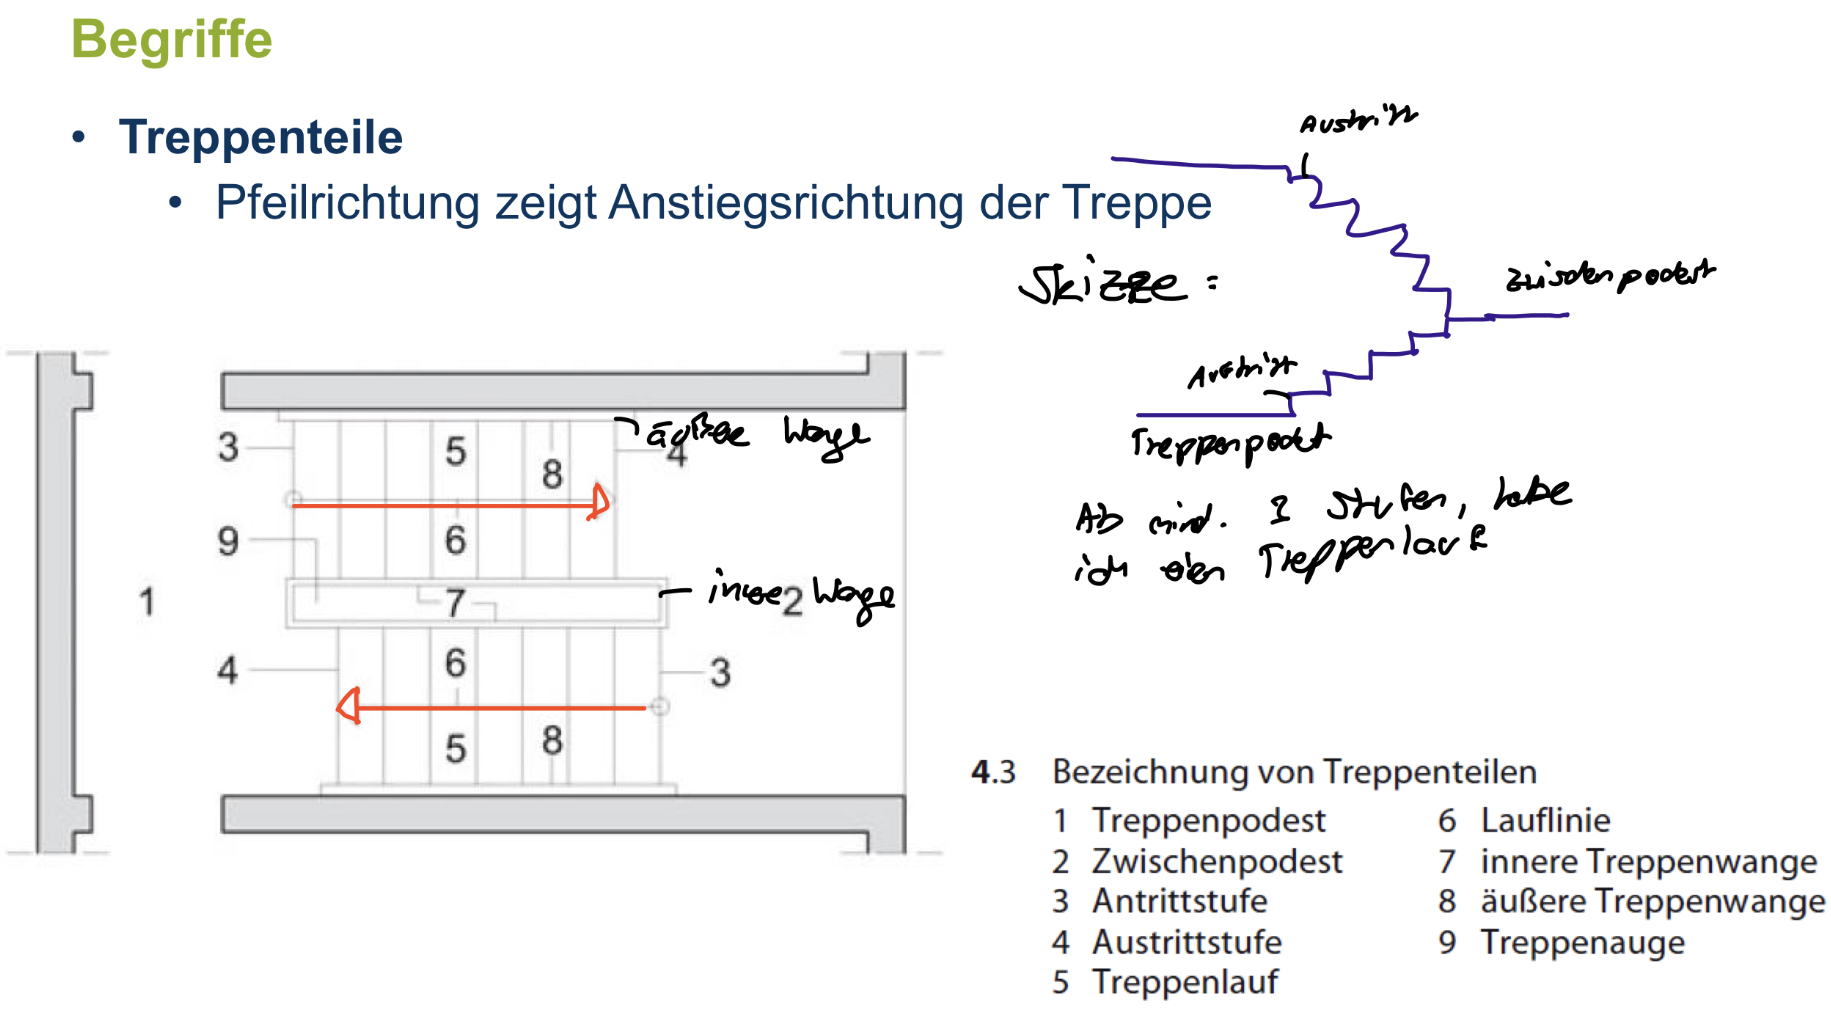 Begriffe
• Treppenteile
• Pfeilrichtung zeigt Anstiegsrichtung der Treppe
Austritt
Skizze =
Zwischenpodest
Treppenpodest
Ab mind. 3 Stufen, habe
ich einen Treppenlauf
äußere Wange
3
5
8
4
9
6
1
7
innere Wange
2
4
6
3
5
8
4.3 Bezeichnung von Treppenteilen
1 Treppenpodest
2 Zwischenpodest
3 Antrittstufe
4 Austrittstufe
5 Treppenlauf
6 Lauflinie
7 innere Treppenwange
8 äußere Treppenwange
9 Treppenauge